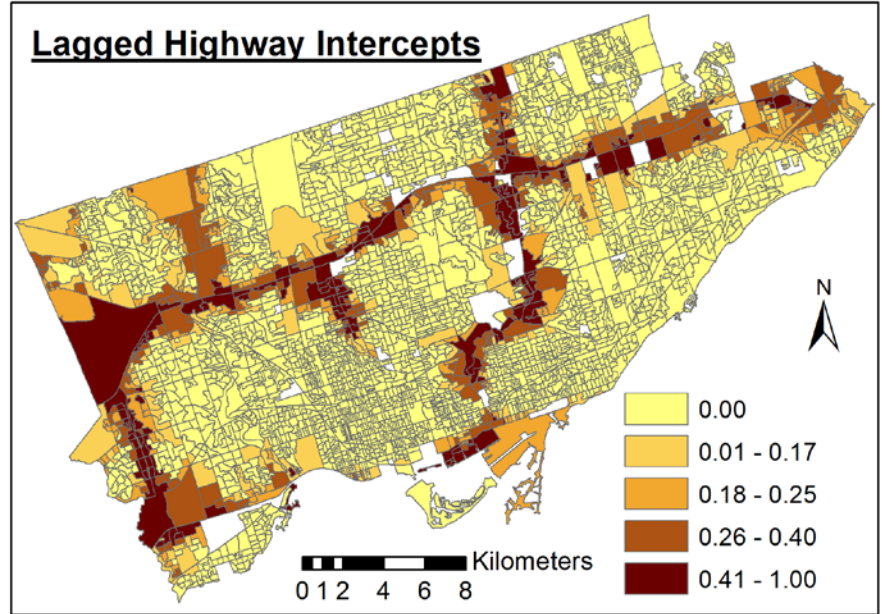 Lagged Highway Intercepts
N
0.00
0.01 - 0.17
0.18 - 0.25
0.26 - 0.40
0.41 - 1.00
Kilometers
0 1 2 4 6 8